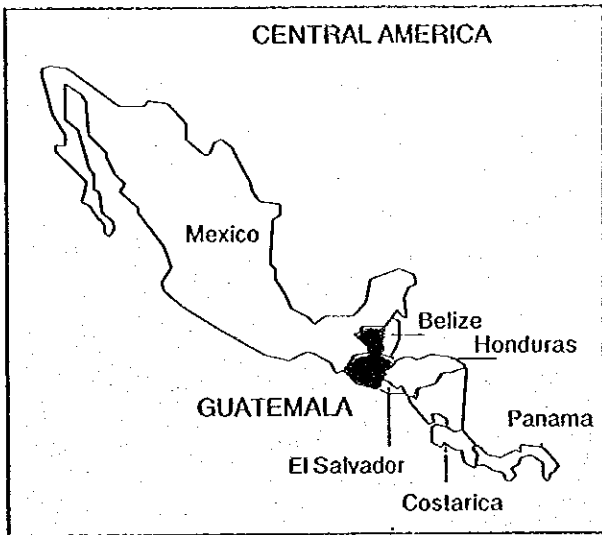 CENTRAL AMERICA
Mexico
Belize
Honduras
GUATEMALA
Panama
El Salvador
Costarica